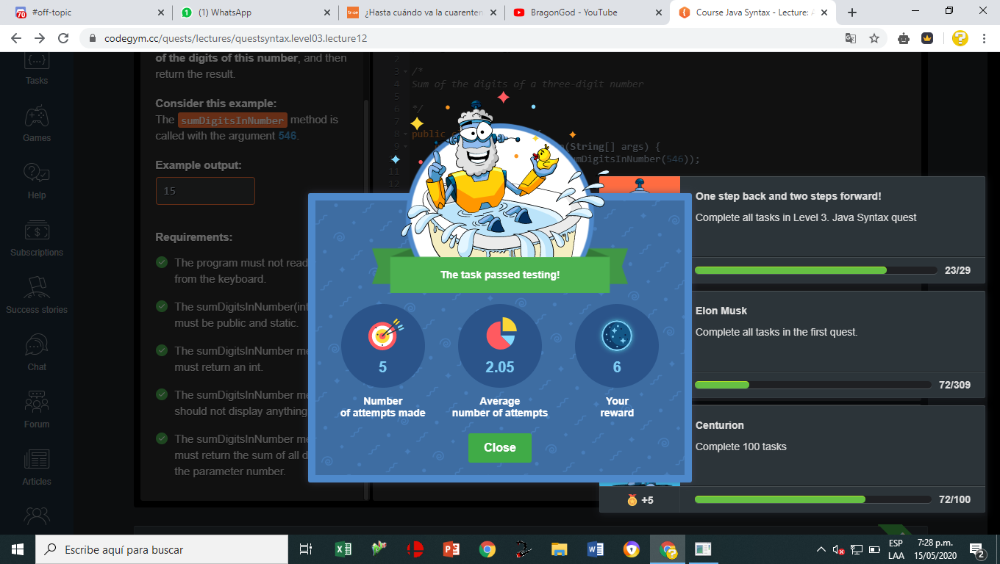 #off-topic
(1) WhatsApp
¿Hasta cuándo va la cuarenten
BragonGod - YouTube
Course Java Syntax - Lecture:
codegym.cc/quests/lectures/questsyntax.level03.lecture12
Tasks
Games
Help
Subscriptions
Success stories
Chat
Forum
Articles
of the digits of this number, and then
return the result.
Consider this example:
The sumDigitsInNumber method is
called with the argument 546.
Example output:
15
Requirements:
The program must not read
from the keyboard.
The sumDigitsInNumber(int
must be public and static.
The sumDigitsInNumber me
must return an int.
The sumDigitsInNumber me
should not display anything
The sumDigitsInNumber me
must return the sum of all d
the parameter number.
2
3 /*
4 Sum of the digits of a three-digit number
5
6 */
7
8 public
9 (String[] args) {
umDigitsInNumber(546));
11
12
The task passed testing!
5
Number
of attempts made
2.05
Average
number of attempts
6
Your
reward
Close
One step back and two steps forward!
Complete all tasks in Level 3. Java Syntax quest
23/29
Elon Musk
Complete all tasks in the first quest.
72/309
Centurion
Complete 100 tasks
+5
72/100
Escribe aquí para buscar
ESP
LAA
7:28 p.m.
15/05/2020
2